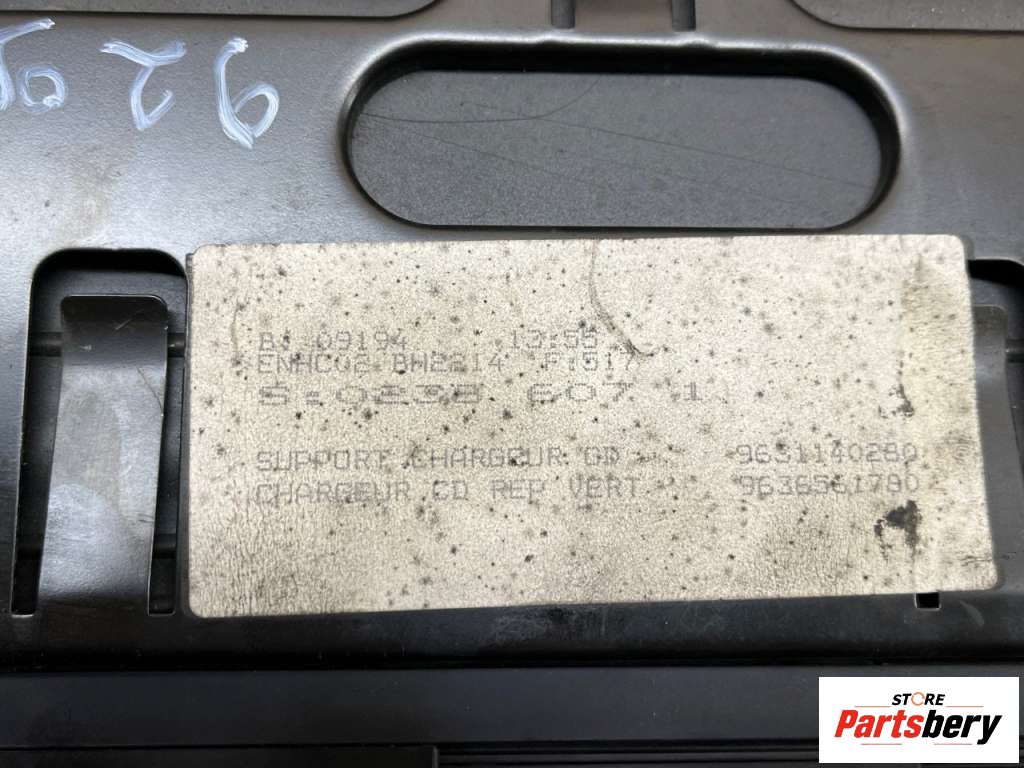 92
B: 09194 13:55
ENHC02 BH2214 F:517
S.0238 607 1
SUPPORT CHARGEUR CD 9631140280
CHARGEUR CD REP VERT 9636561780
STORE
Partsbery